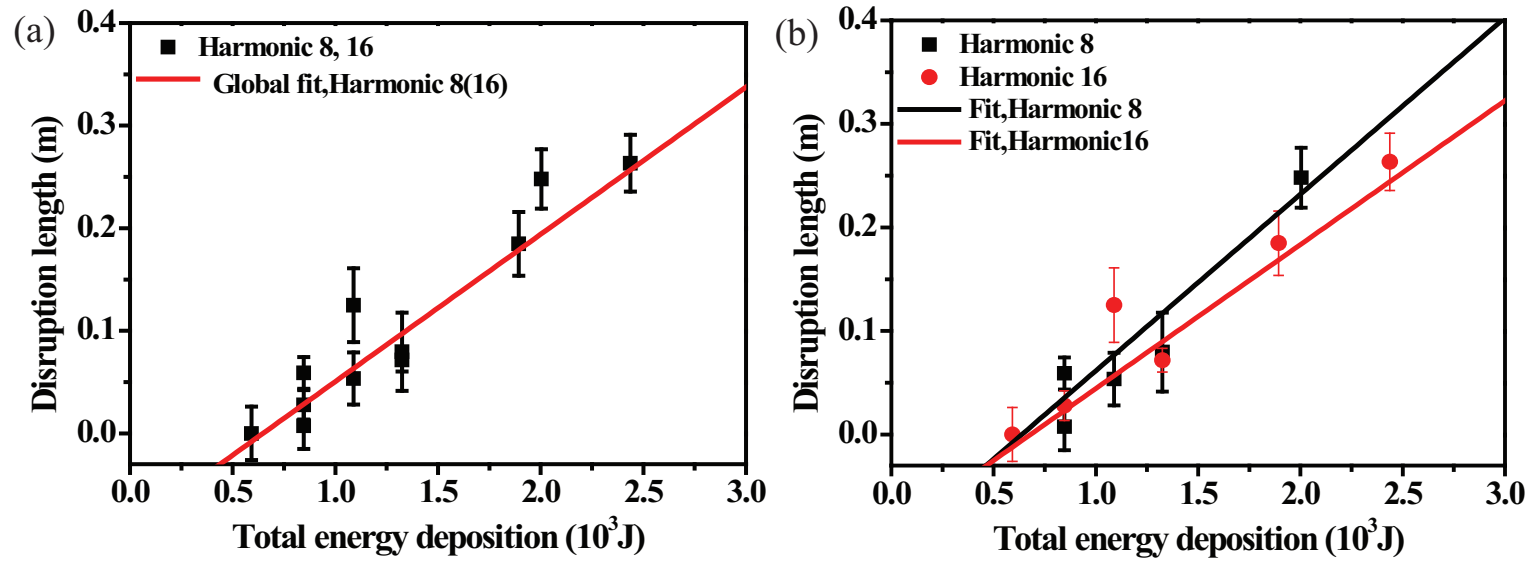 (a)
Harmonic 8, 16
Global fit,Harmonic 8(16)
Disruption length (m)
0.4
0.3
0.2
0.1
0.0
0.0 0.5 1.0 1.5 2.0 2.5 3.0
Total energy deposition (10³J)
(b)
Harmonic 8
Harmonic 16
Fit,Harmonic 8
Fit,Harmonic16
Disruption length (m)
0.4
0.3
0.2
0.1
0.0
0.0 0.5 1.0 1.5 2.0 2.5 3.0
Total energy deposition (10³J)